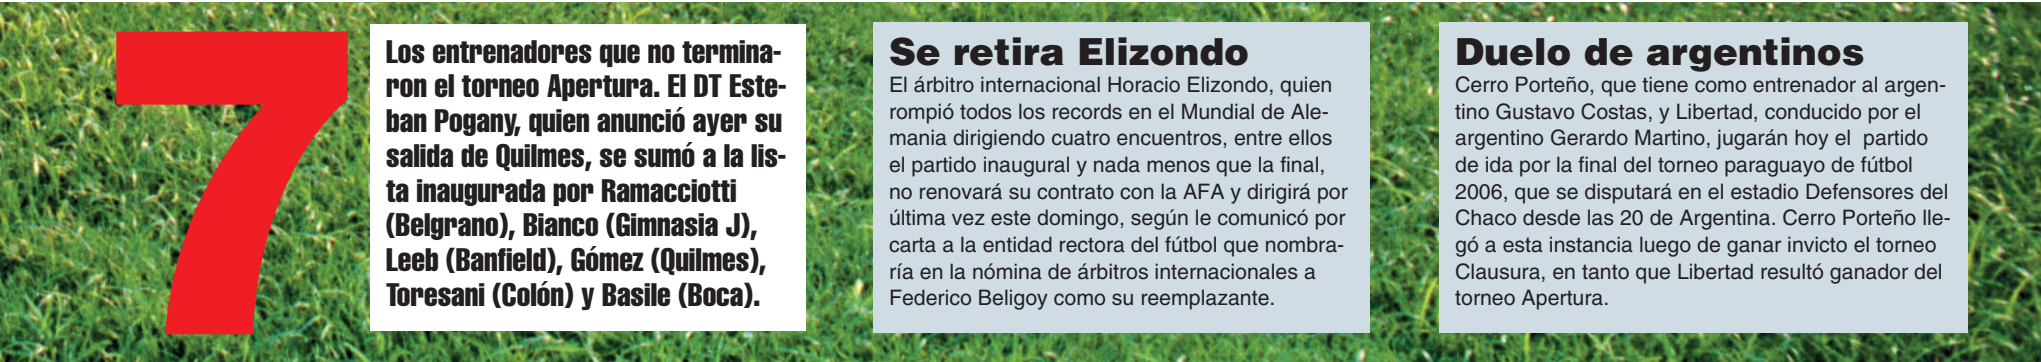 7
Los entrenadores que no termina-
ron el torneo Apertura. El DT Este-
ban Pogany, quien anunció ayer su
salida de Quilmes, se sumó a la lis-
ta inaugurada por Ramacciotti
(Belgrano), Bianco (Gimnasia J),
Leeb (Banfield), Gómez (Quilmes),
Toresani (Colón) y Basile (Boca).
Se retira Elizondo
El árbitro internacional Horacio Elizondo, quien
rompió todos los records en el Mundial de Ale-
mania dirigiendo cuatro encuentros, entre ellos
el partido inaugural y nada menos que la final,
no renovará su contrato con la AFA y dirigirá por
última vez este domingo, según le comunicó por
carta a la entidad rectora del fútbol que nombra-
ría en la nómina de árbitros internacionales a
Federico Beligoy como su reemplazante.
Duelo de argentinos
Cerro Porteño, que tiene como entrenador al argen-
tino Gustavo Costas, y Libertad, conducido por el
argentino Gerardo Martino, jugarán hoy el  partido
de ida por la final del torneo paraguayo de fútbol
2006, que se disputará en el estadio Defensores del
Chaco desde las 20 de Argentina. Cerro Porteño lle-
gó a esta instancia luego de ganar invicto el torneo
Clausura, en tanto que Libertad resultó ganador del
torneo Apertura.